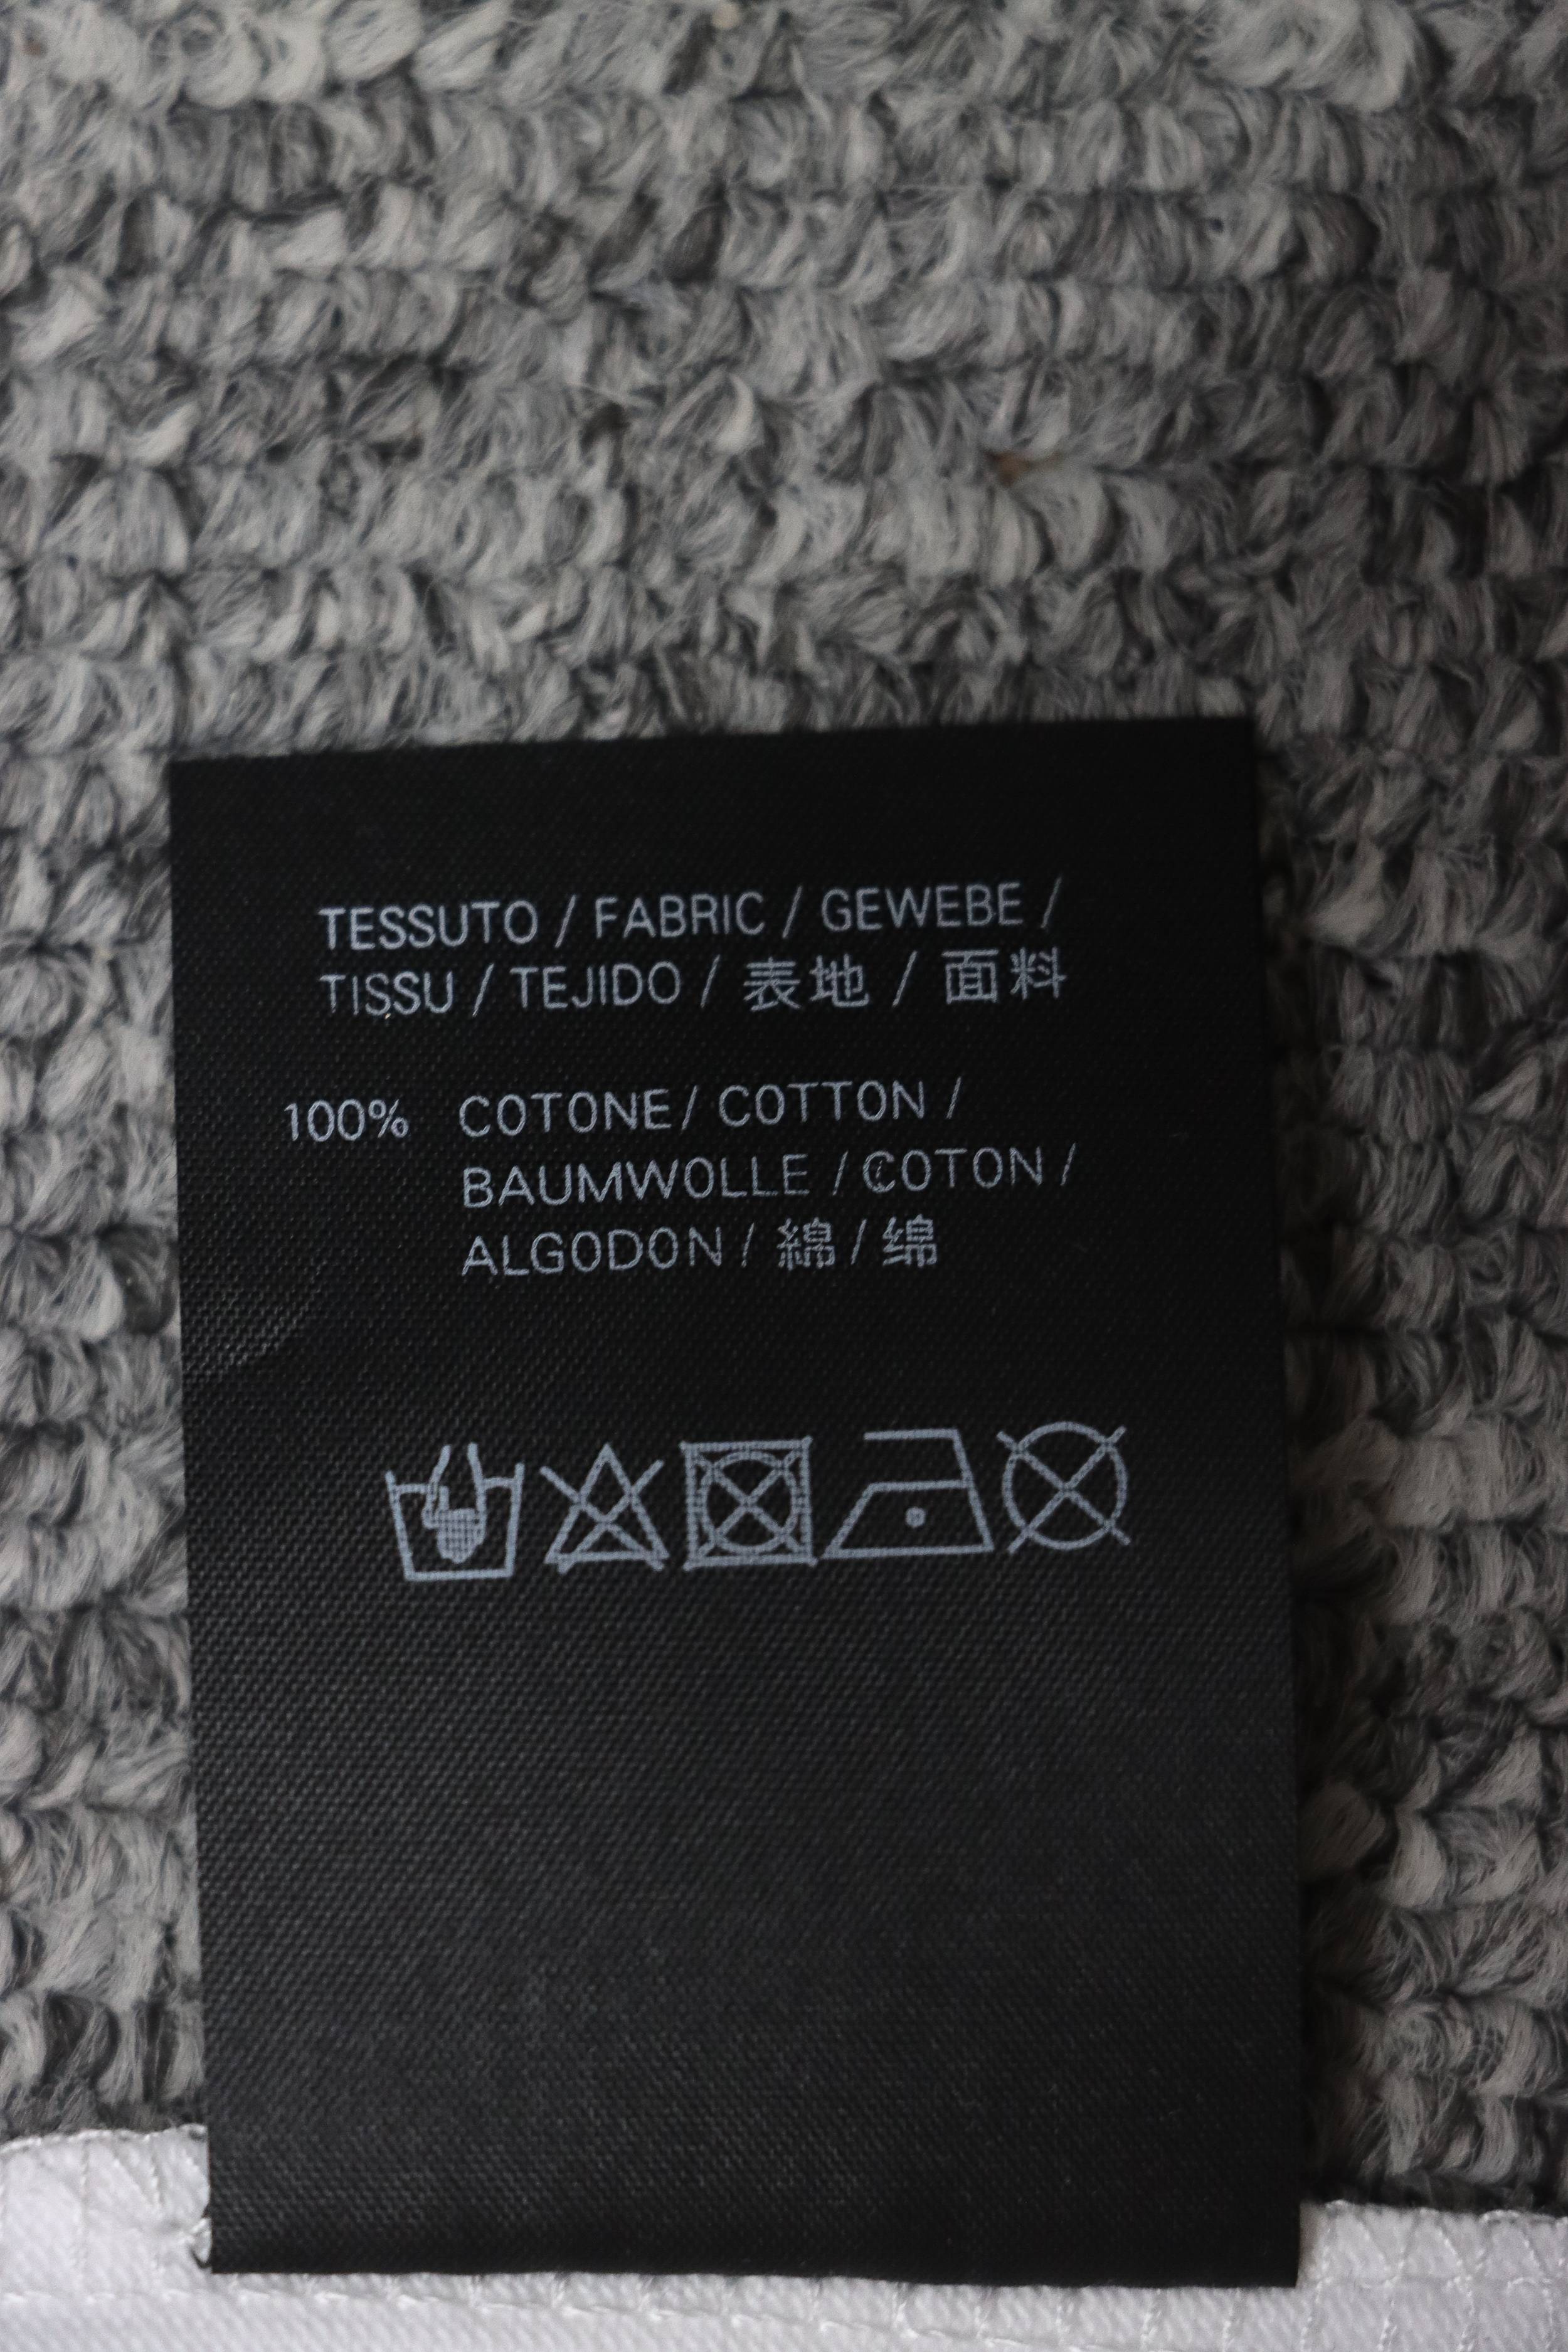 TESSUTO / FABRIC / GEWEBE /
TISSU / TEJIDO / 表地 / 面料
100% COTONE / COTTON /
BAUMWOLLE / COTON /
ALGODON / 綿 / 绵